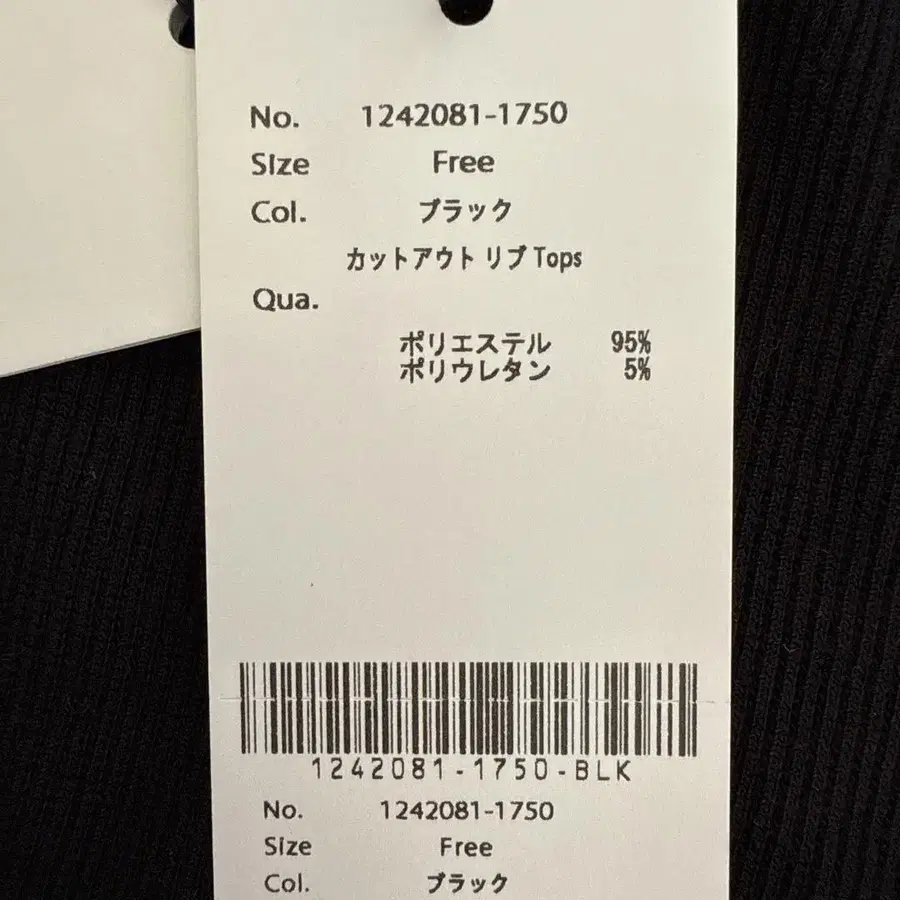 No. 1242081-1750
Size Free
Col. ブラック
カットアウト リブ Tops
Qua.
ポリエステル 95%
ポリウレタン 5%
1242081-1750-BLK
No. 1242081-1750
Size Free
Col. ブラック